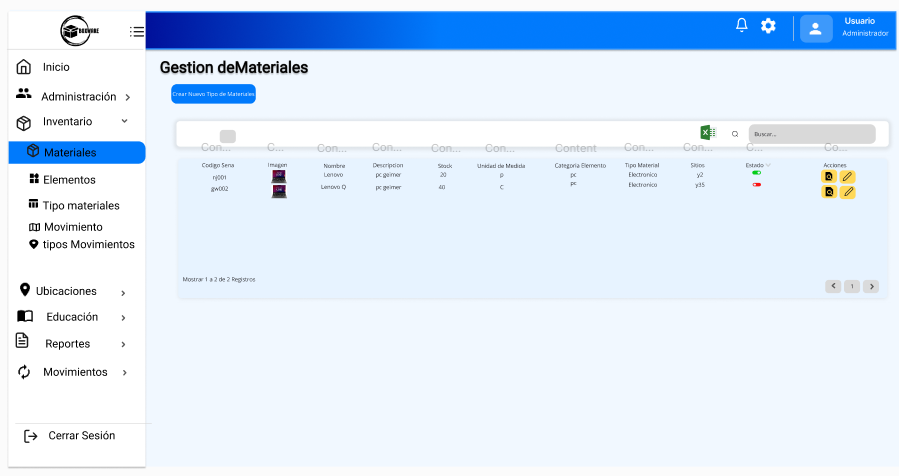 BODWARE
Usuario
Administrador
Inicio
Administración
Inventario
Materiales
Elementos
Tipo materiales
Movimiento
tipos Movimientos
Ubicaciones
Educación
Reportes
Movimientos
Cerrar Sesión
Gestion deMateriales
Crear Nuevo Tipo de Materiales
Buscar...
Con... C... Con... Con... Con... Con... Content Con... Con... C... Co...
Codigo Sena Imagen Nombre Descripcion Stock Unidad de Medida Categoria Elemento Tipo Material Sitios Estado Acciones
nj001 Lenovo pc geimer 20 p pc Electronico y2
gw002 Lenovo Q pc geimer 40 C pc Electronico y35
Mostrar 1 a 2 de 2 Registros
1